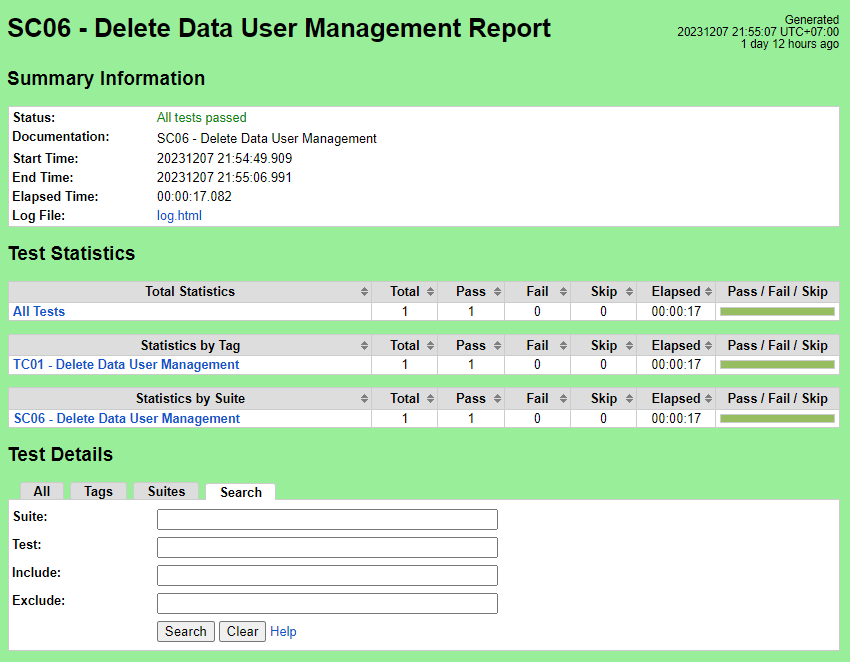 SC06 - Delete Data User Management Report
Generated
20231207 21:55:07 UTC+07:00
1 day 12 hours ago
Summary Information
Status: All tests passed
Documentation: SC06 - Delete Data User Management
Start Time: 20231207 21:54:49.909
End Time: 20231207 21:55:06.991
Elapsed Time: 00:00:17.082
Log File: log.html
Test Statistics
Total Statistics Total Pass Fail Skip Elapsed Pass / Fail / Skip
All Tests 1 1 0 0 00:00:17
Statistics by Tag Total Pass Fail Skip Elapsed Pass / Fail / Skip
TC01 - Delete Data User Management 1 1 0 0 00:00:17
Statistics by Suite Total Pass Fail Skip Elapsed Pass / Fail / Skip
SC06 - Delete Data User Management 1 1 0 0 00:00:17
Test Details
All Tags Suites Search
Suite:
Test:
Include:
Exclude:
Search Clear Help